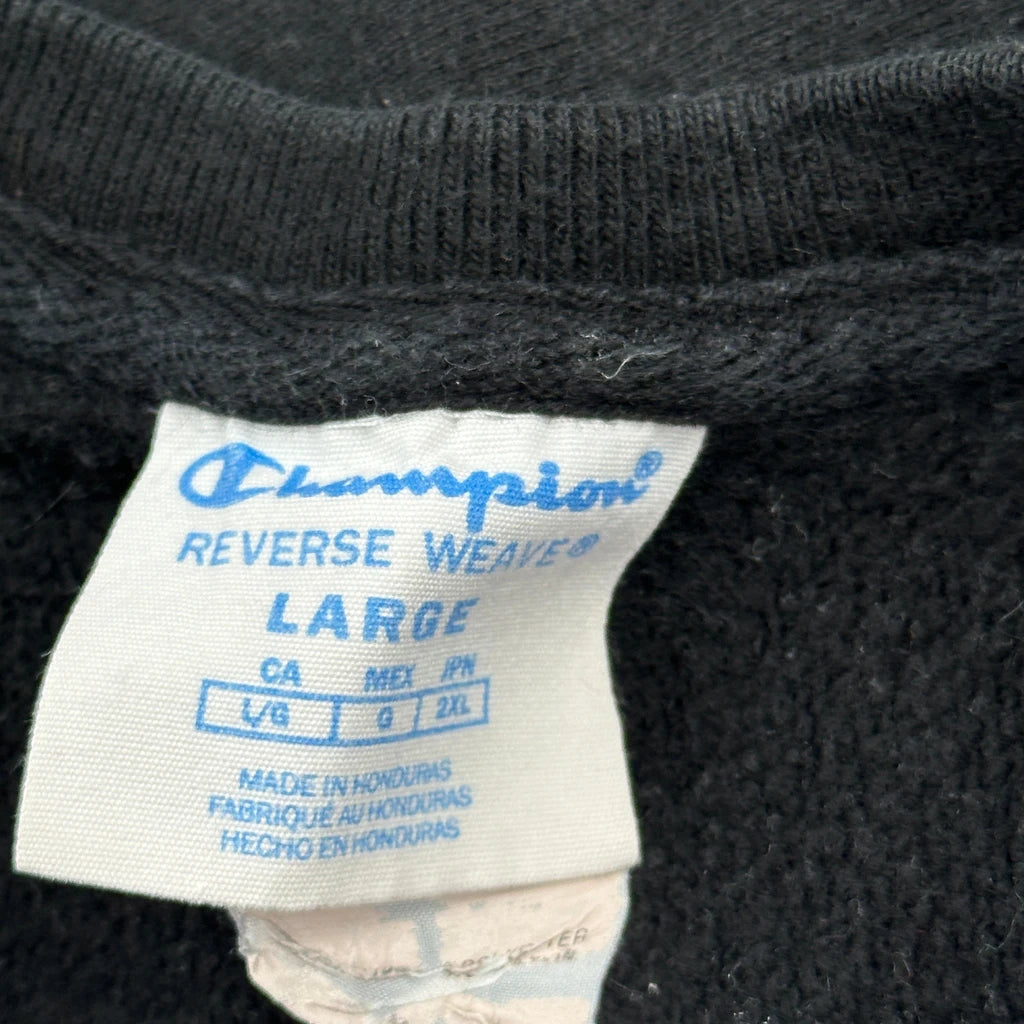 Champion®
REVERSE WEAVE®
LARGE
CA MEX JPN
L/G G 2XL
MADE IN HONDURAS
FABRIQUÉ AU HONDURAS
HECHO EN HONDURAS